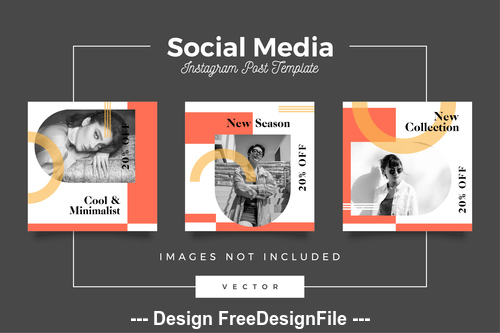 Social Media
Instagram Post Template
20% OFF
Cool &
Minimalist
New Season
20% OFF
New
Collection
20% OFF
IMAGES NOT INCLUDED
VECTOR
--- Design FreeDesignFile ---